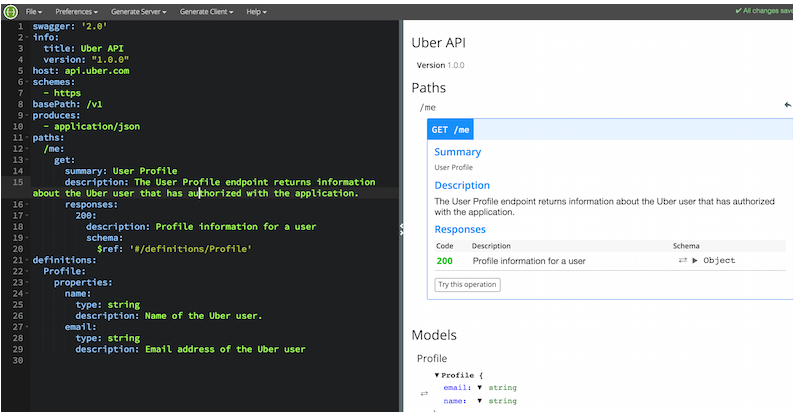 File Preferences Generate Server Generate Client Help
✔ All changes save
1 swagger: '2.0'
2 info:
3 title: Uber API
4 version: "1.0.0"
5 host: api.uber.com
6 schemes:
7 - https
8 basePath: /v1
9 produces:
10 - application/json
11 paths:
12 /me:
13 get:
14 summary: User Profile
15 description: The User Profile endpoint returns information
about the Uber user that has authorized with the application.
16 responses:
17 200:
18 description: Profile information for a user
19 schema:
20 $ref: '#/definitions/Profile'
21 definitions:
22 Profile:
23 properties:
24 name:
25 type: string
26 description: Name of the Uber user.
27 email:
28 type: string
29 description: Email address of the Uber user
30
Uber API
Version 1.0.0
Paths
/me
GET /me
Summary
User Profile
Description
The User Profile endpoint returns information about the Uber user that has authorized
with the application.
Responses
Code Description Schema
200 Profile information for a user ⇄ ▶ Object
Try this operation
Models
Profile
▼ Profile {
⇄ email: ▼ string
name: ▼ string